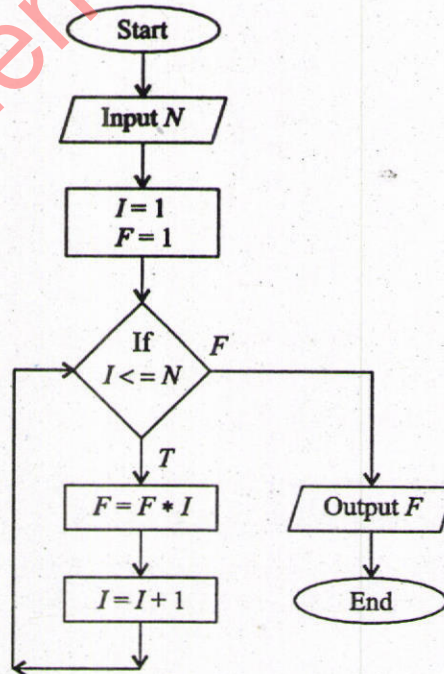 Start
Input N
I = 1
F = 1
If
I <= N
F
T
F = F * I
I = I + 1
Output F
End